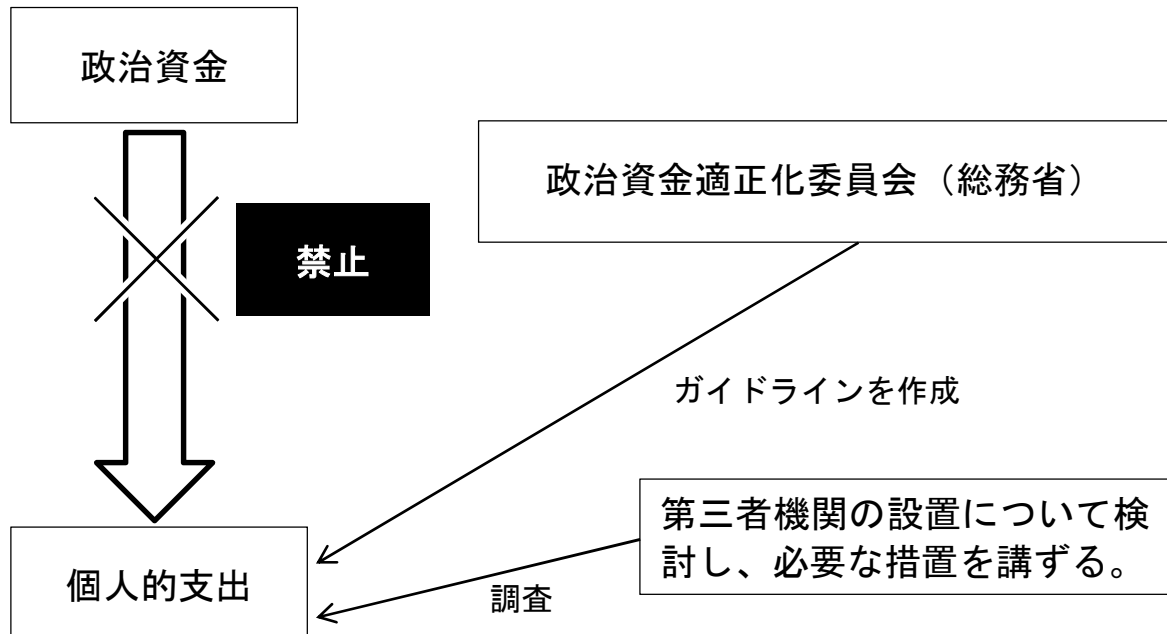 政治資金
政治資金適正化委員会（総務省）
禁止
ガイドラインを作成
第三者機関の設置について検
討し、必要な措置を講ずる。
個人的支出
調査